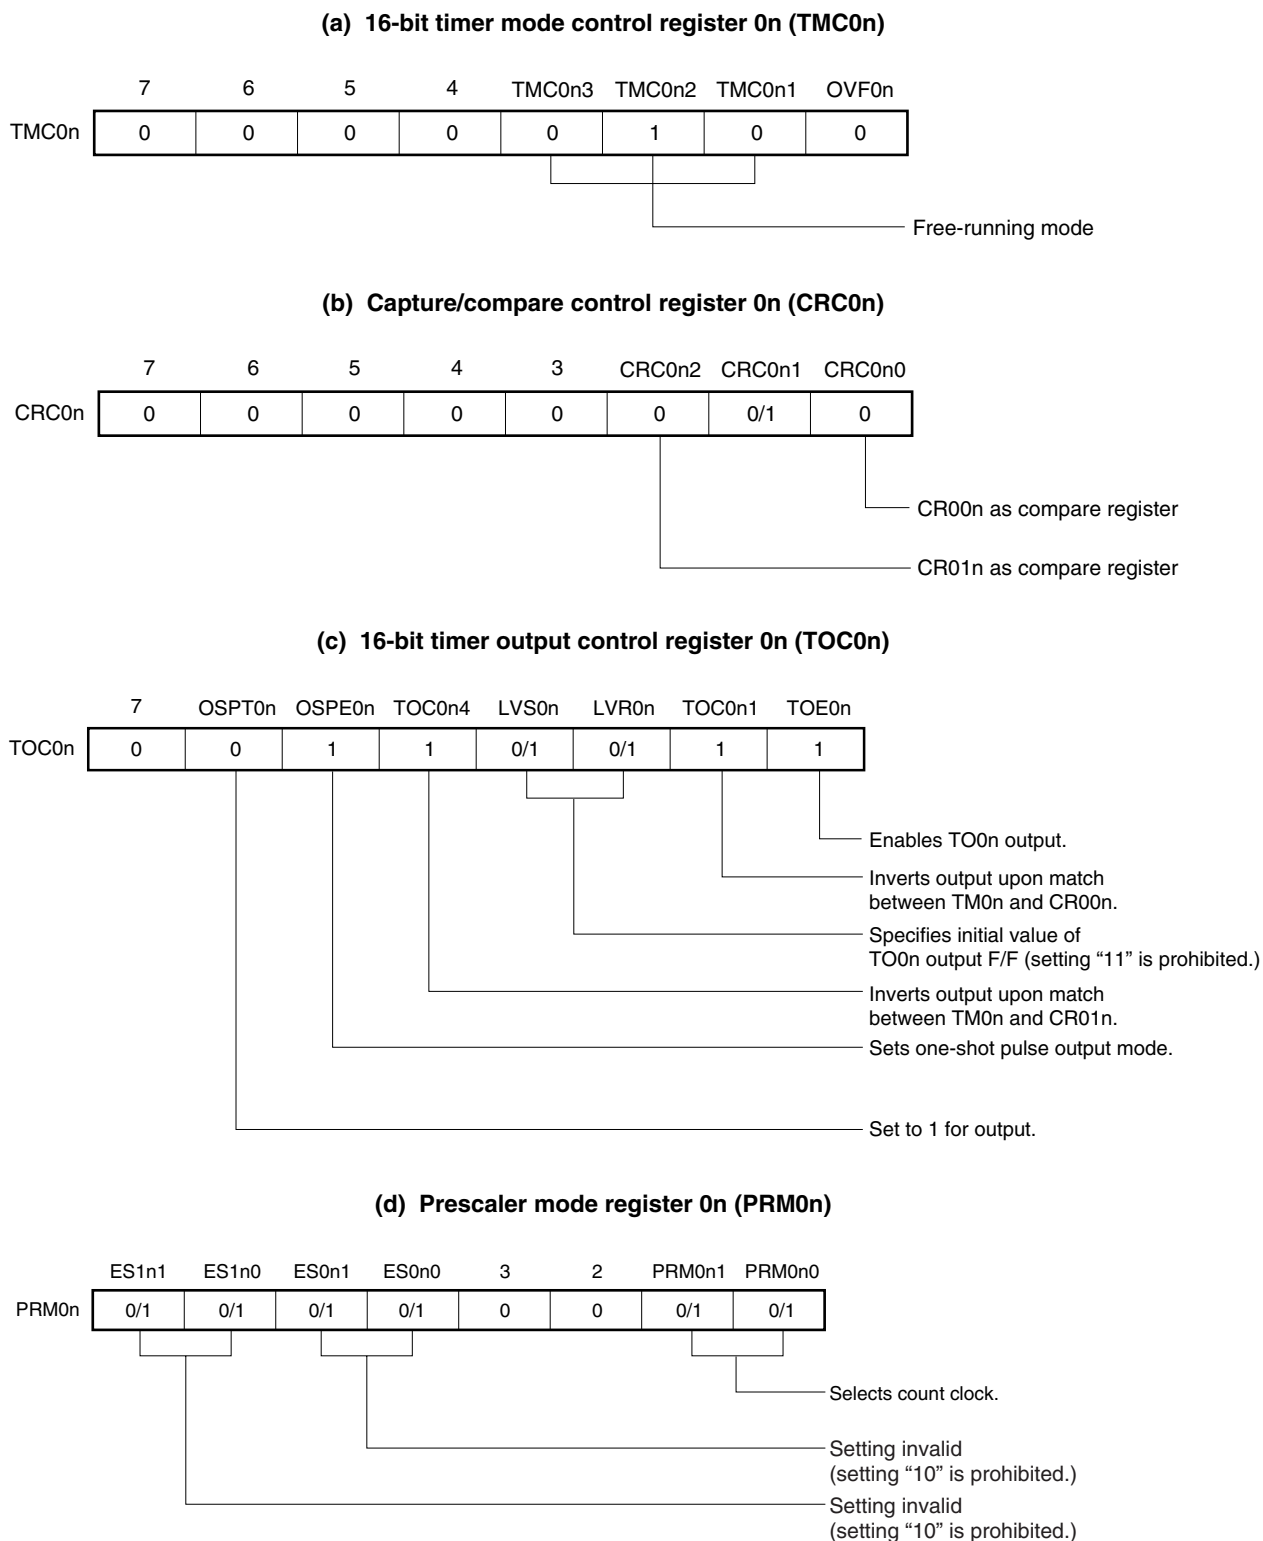 (a) 16-bit timer mode control register 0n (TMC0n)
7 6 5 4 TMC0n3 TMC0n2 TMC0n1 OVF0n
TMC0n 0 0 0 0 0 1 0 0
Free-running mode
(b) Capture/compare control register 0n (CRC0n)
7 6 5 4 3 CRC0n2 CRC0n1 CRC0n0
CRC0n 0 0 0 0 0 0 0/1 0
CR00n as compare register
CR01n as compare register
(c) 16-bit timer output control register 0n (TOC0n)
7 OSPT0n OSPE0n TOC0n4 LVS0n LVR0n TOC0n1 TOE0n
TOC0n 0 0 1 1 0/1 0/1 1 1
Enables TO0n output.
Inverts output upon match
between TM0n and CR00n.
Specifies initial value of
TO0n output F/F (setting “11” is prohibited.)
Inverts output upon match
between TM0n and CR01n.
Sets one-shot pulse output mode.
Set to 1 for output.
(d) Prescaler mode register 0n (PRM0n)
ES1n1 ES1n0 ES0n1 ES0n0 3 2 PRM0n1 PRM0n0
PRM0n 0/1 0/1 0/1 0/1 0 0 0/1 0/1
Selects count clock.
Setting invalid
(setting “10” is prohibited.)
Setting invalid
(setting “10” is prohibited.)